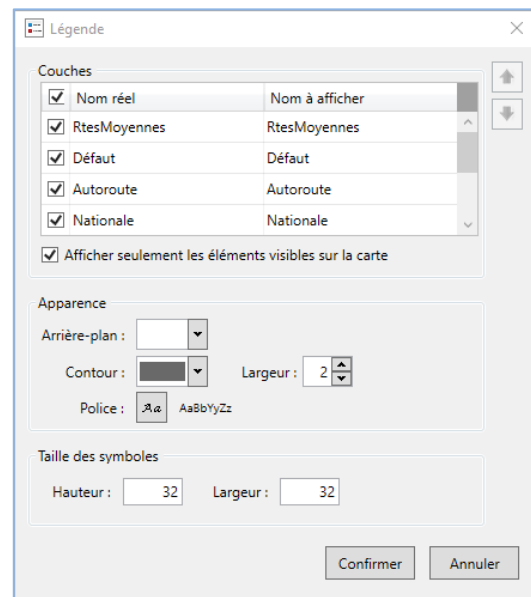 Légende
Couches
Nom réel Nom à afficher
RtesMoyennes RtesMoyennes
Défaut Défaut
Autoroute Autoroute
Nationale Nationale
Afficher seulement les éléments visibles sur la carte
Apparence
Arrière-plan :
Contour : Largeur : 2
Police : Aa AaBbYyZz
Taille des symboles
Hauteur : 32 Largeur : 32
Confirmer Annuler